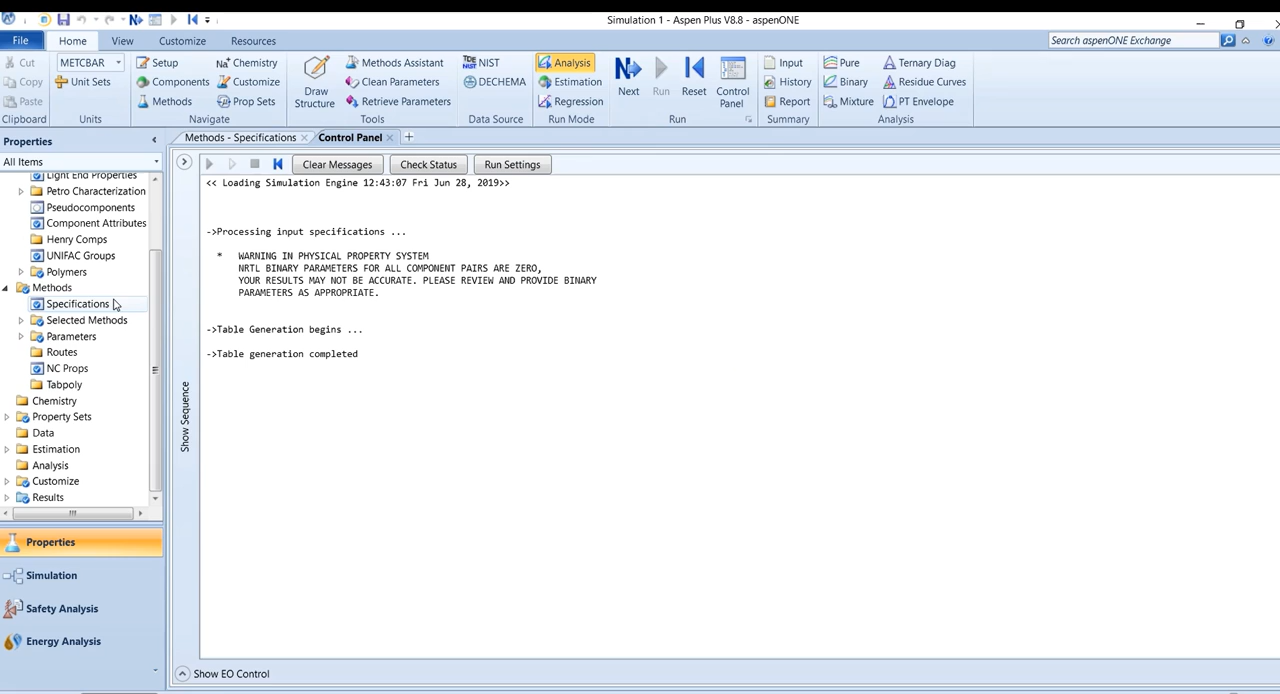 Simulation 1 - Aspen Plus V8.8 - aspenONE
File Home View Customize Resources Search aspenONE Exchange
Cut METCBAR Setup Chemistry Methods Assistant NIST Analysis Input Pure Ternary Diag
Copy Unit Sets Components Customize Draw Structure Clean Parameters DECHEMA Estimation Next Run Reset Control Panel History Binary Residue Curves
Paste Methods Prop Sets Retrieve Parameters Regression Report Mixture PT Envelope
Clipboard Units Navigate Tools Data Source Run Mode Run Summary Analysis
Properties
Methods - Specifications Control Panel
All Items
Clear Messages Check Status Run Settings
Light End Properties
Petro Characterization
Pseudocomponents
Component Attributes
Henry Comps
UNIFAC Groups
Polymers
Methods
Specifications
Selected Methods
Parameters
Routes
NC Props
Tabpoly
Chemistry
Property Sets
Data
Estimation
Analysis
Customize
Results
Properties
Simulation
Safety Analysis
Energy Analysis
Show Sequence
<< Loading Simulation Engine 12:43:07 Fri Jun 28, 2019>>
->Processing input specifications ...
* WARNING IN PHYSICAL PROPERTY SYSTEM
NRTL BINARY PARAMETERS FOR ALL COMPONENT PAIRS ARE ZERO,
YOUR RESULTS MAY NOT BE ACCURATE. PLEASE REVIEW AND PROVIDE BINARY
PARAMETERS AS APPROPRIATE.
->Table Generation begins ...
->Table generation completed
Show EO Control